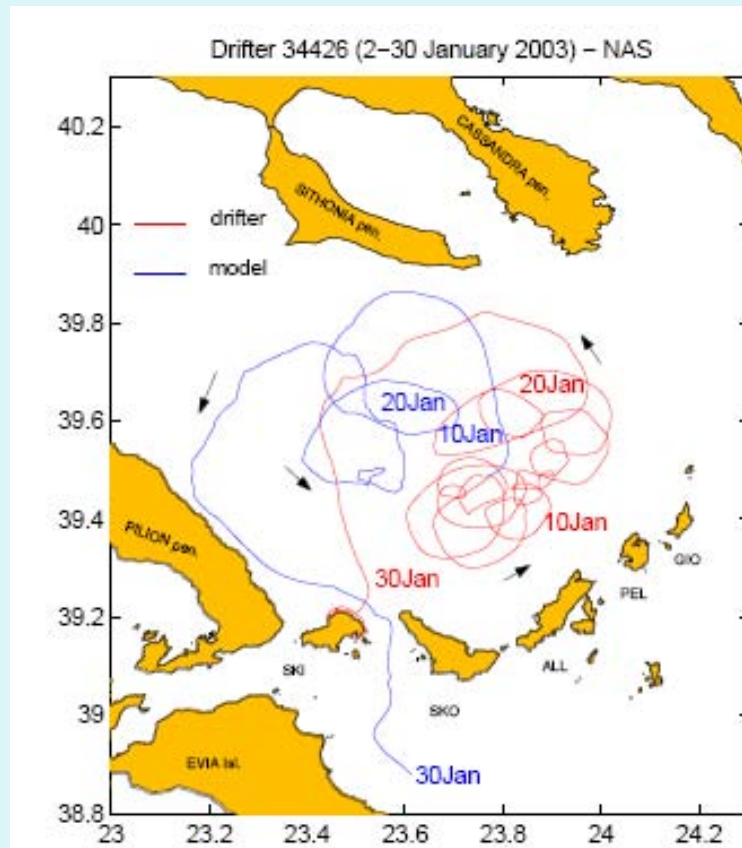 Drifter 34426 (2–30 January 2003) – NAS
40.2
CASSANDRA pen.
SITHONIA pen.
40
drifter
model
39.8
20Jan
20Jan
39.6
10Jan
PILION pen.
39.4
10Jan
GIO
30Jan
PEL
39.2
SKI
ALL
39
SKO
EVIA Isl.
30Jan
38.8
23
23.2
23.4
23.6
23.8
24
24.2